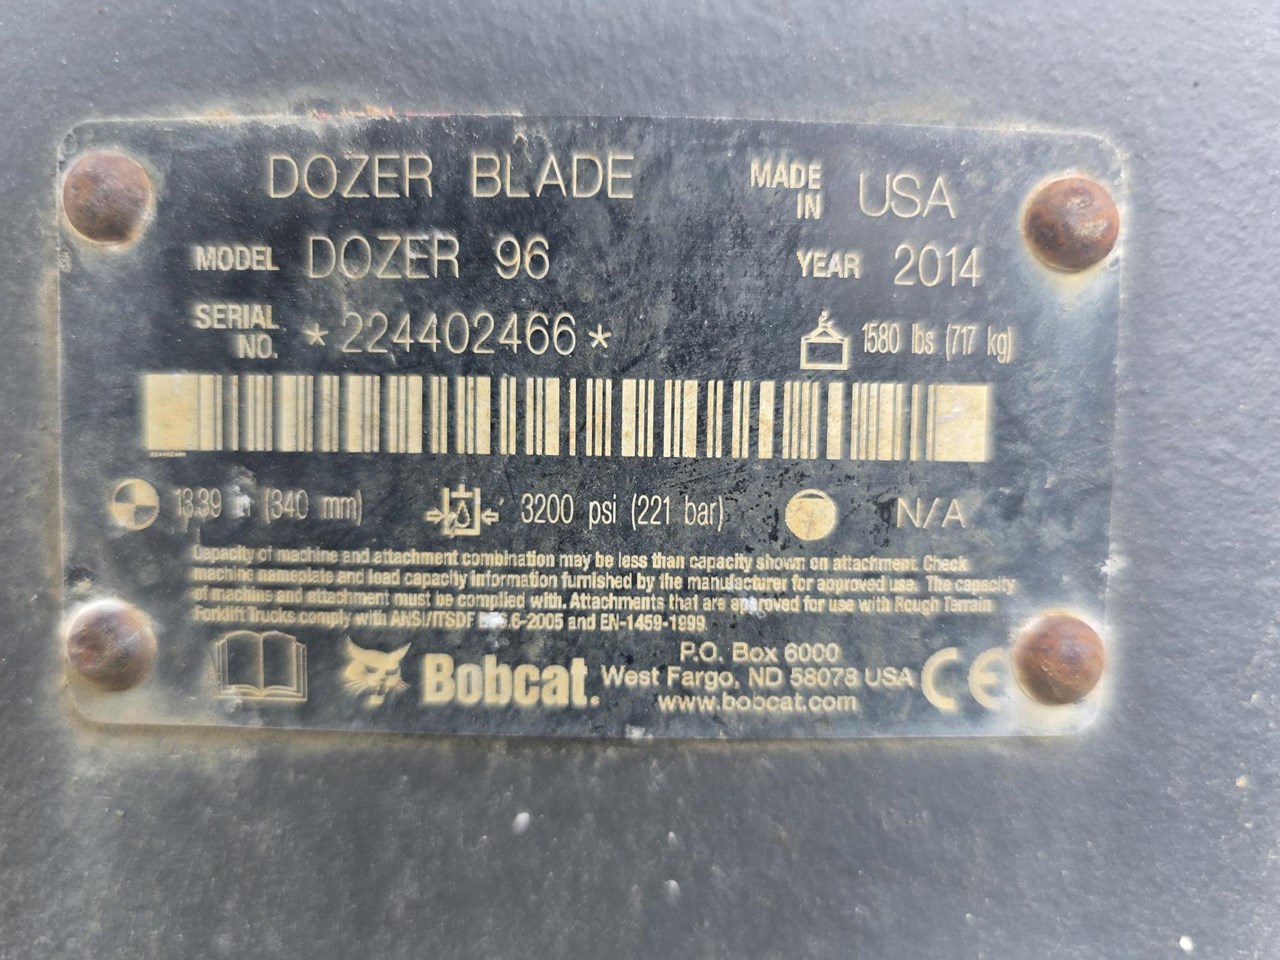 DOZER BLADE MADE IN USA
MODEL DOZER 96 YEAR 2014
SERIAL NO. *224402466* 1580 lbs (717 kg)
13.39 in (340 mm) 3200 psi (221 bar) N/A
Capacity of machine and attachment combination may be less than capacity shown on attachment. Check
machine nameplate and load capacity information furnished by the manufacturer for approved use. The capacity
of machine and attachment must be complied with. Attachments that are approved for use with Rough Terrain
Forklift Trucks comply with ANSI/ITSDF and EN-1459-1999.
Bobcat.
P.O. Box 6000
West Fargo, ND 58078 USA
www.bobcat.com
CE